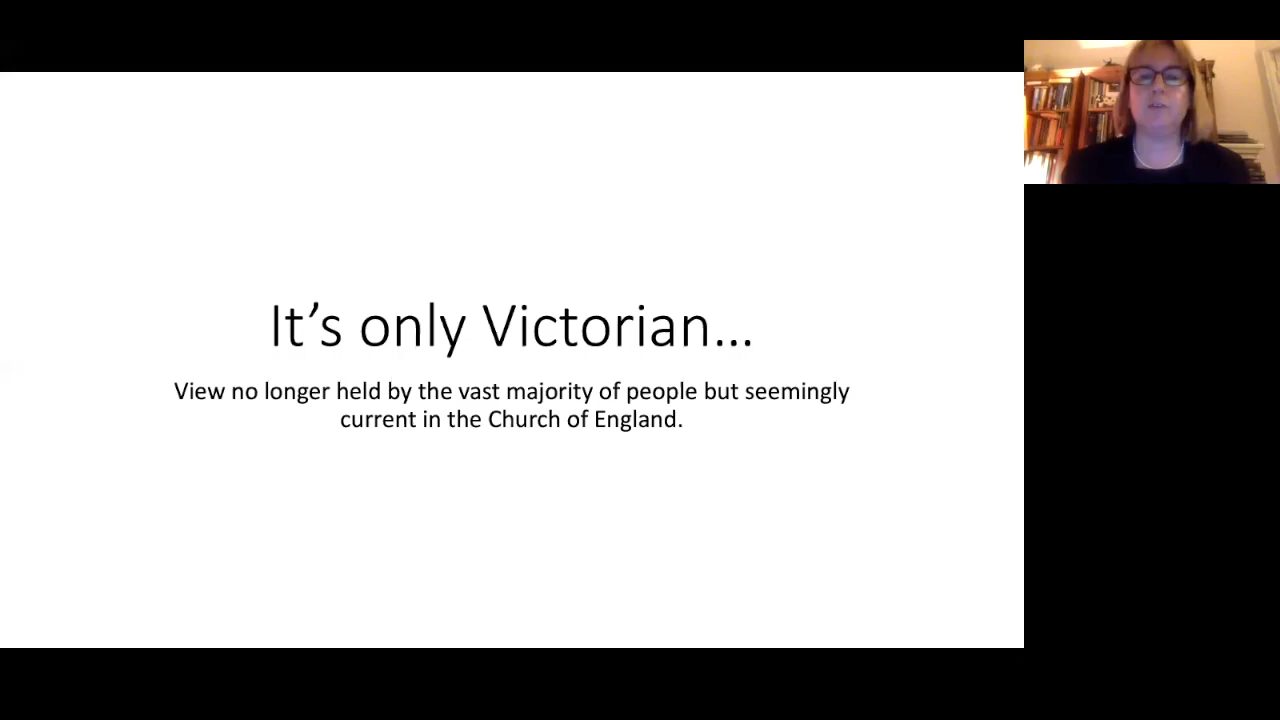 It’s only Victorian…
View no longer held by the vast majority of people but seemingly
current in the Church of England.